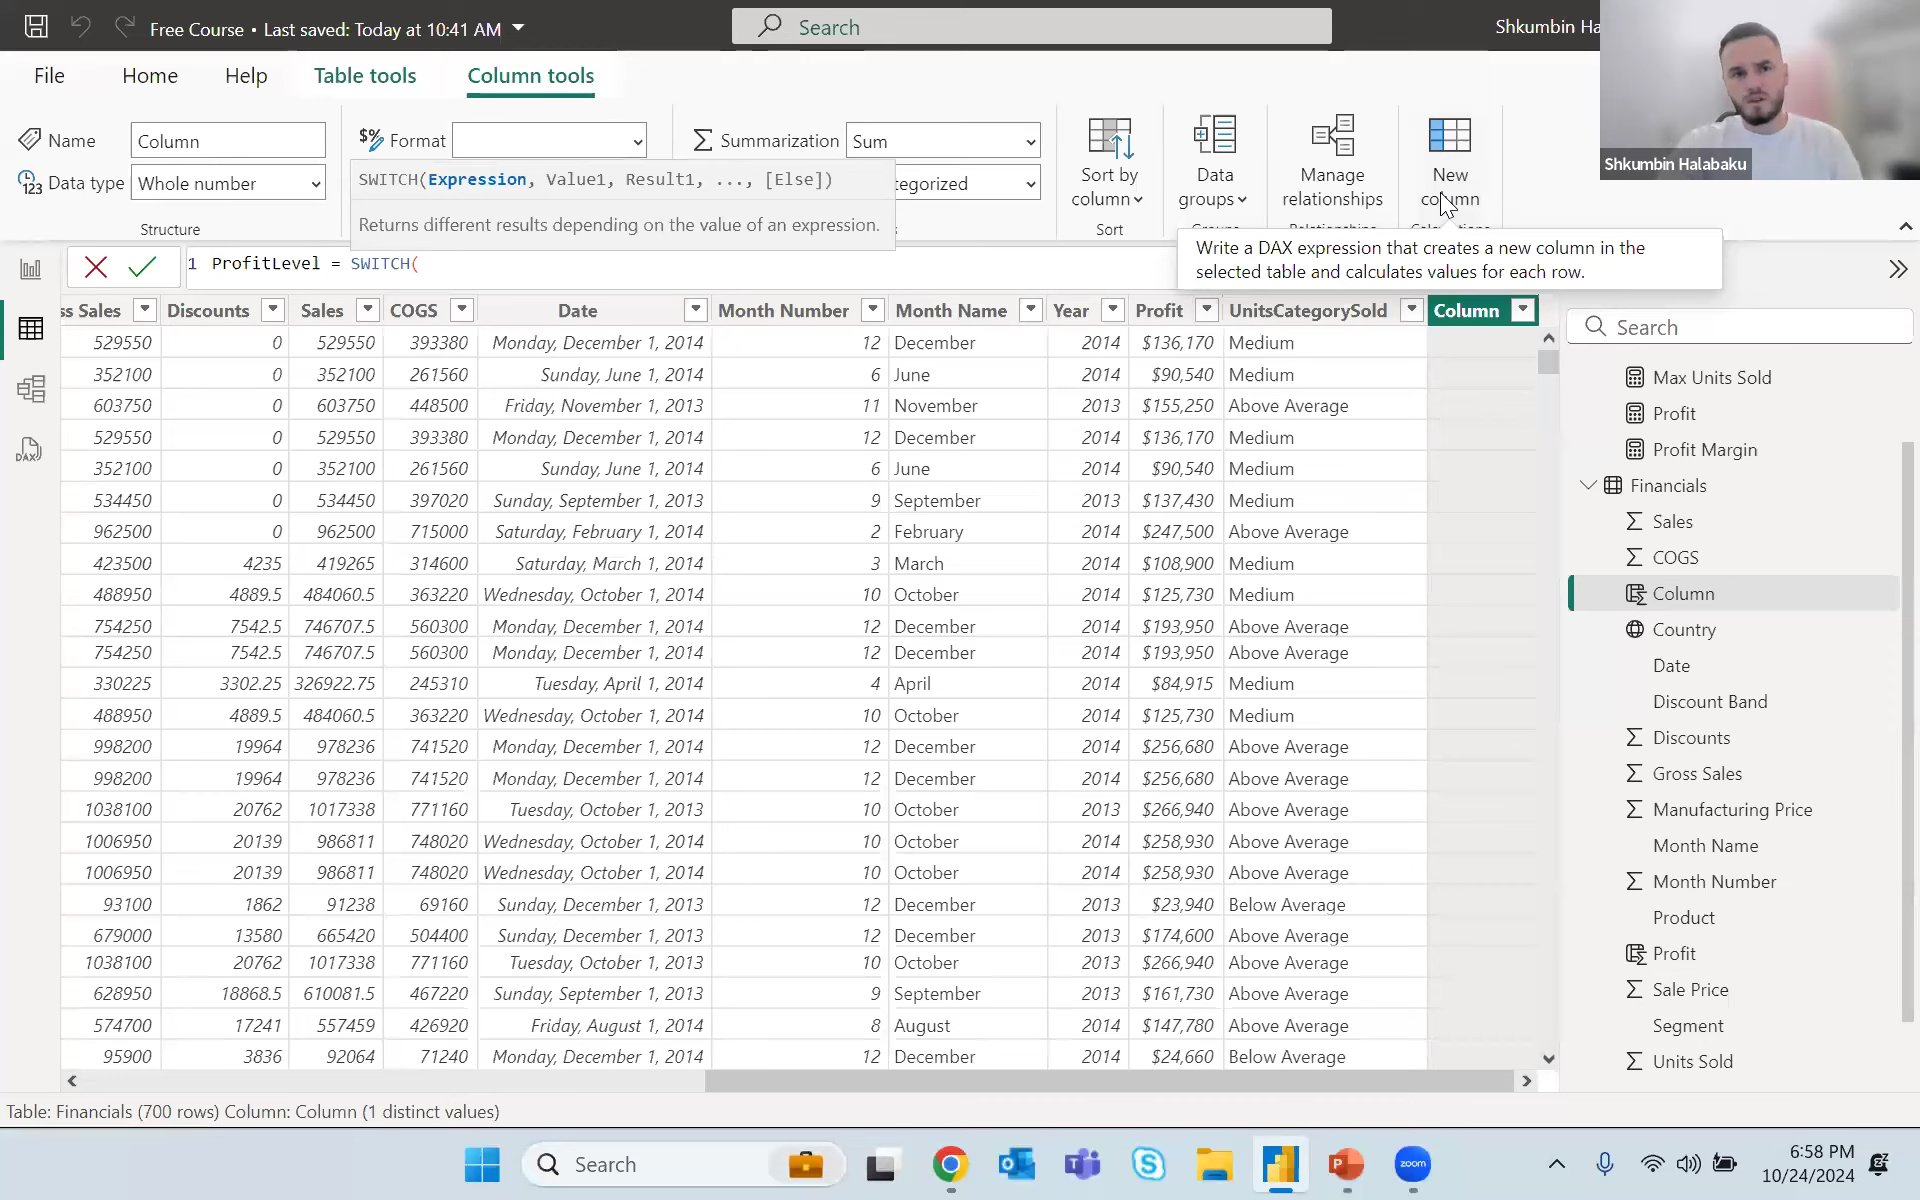 Free Course • Last saved: Today at 10:41 AM
Search
Shkumbin Ha
File
Home
Help
Table tools
Column tools
Name
Column
Format
Summarization
Sum
Data type
Whole number
egorized
Structure
Sort by
column
Data
groups
Manage
relationships
New
column
Sort
SWITCH(Expression, Value1, Result1, ..., [Else])
Returns different results depending on the value of an expression.
Shkumbin Halabaku
Write a DAX expression that creates a new column in the
selected table and calculates values for each row.
1 ProfitLevel = SWITCH(
ss Sales Discounts Sales COGS Date Month Number Month Name Year Profit UnitsCategorySold Column
529550 0 529550 393380 Monday, December 1, 2014 12 December 2014 $136,170 Medium
352100 0 352100 261560 Sunday, June 1, 2014 6 June 2014 $90,540 Medium
603750 0 603750 448500 Friday, November 1, 2013 11 November 2013 $155,250 Above Average
529550 0 529550 393380 Monday, December 1, 2014 12 December 2014 $136,170 Medium
352100 0 352100 261560 Sunday, June 1, 2014 6 June 2014 $90,540 Medium
534450 0 534450 397020 Sunday, September 1, 2013 9 September 2013 $137,430 Medium
962500 0 962500 715000 Saturday, February 1, 2014 2 February 2014 $247,500 Above Average
423500 4235 419265 314600 Saturday, March 1, 2014 3 March 2014 $108,900 Medium
488950 4889.5 484060.5 363220 Wednesday, October 1, 2014 10 October 2014 $125,730 Medium
754250 7542.5 746707.5 560300 Monday, December 1, 2014 12 December 2014 $193,950 Above Average
754250 7542.5 746707.5 560300 Monday, December 1, 2014 12 December 2014 $193,950 Above Average
330225 3302.25 326922.75 245310 Tuesday, April 1, 2014 4 April 2014 $84,915 Medium
488950 4889.5 484060.5 363220 Wednesday, October 1, 2014 10 October 2014 $125,730 Medium
998200 19964 978236 741520 Monday, December 1, 2014 12 December 2014 $256,680 Above Average
998200 19964 978236 741520 Monday, December 1, 2014 12 December 2014 $256,680 Above Average
1038100 20762 1017338 771160 Tuesday, October 1, 2013 10 October 2013 $266,940 Above Average
1006950 20139 986811 748020 Wednesday, October 1, 2014 10 October 2014 $258,930 Above Average
1006950 20139 986811 748020 Wednesday, October 1, 2014 10 October 2014 $258,930 Above Average
93100 1862 91238 69160 Sunday, December 1, 2013 12 December 2013 $23,940 Below Average
679000 13580 665420 504400 Sunday, December 1, 2013 12 December 2013 $174,600 Above Average
1038100 20762 1017338 771160 Tuesday, October 1, 2013 10 October 2013 $266,940 Above Average
628950 18868.5 610081.5 467220 Sunday, September 1, 2013 9 September 2013 $161,730 Above Average
574700 17241 557459 426920 Friday, August 1, 2014 8 August 2014 $147,780 Above Average
95900 3836 92064 71240 Monday, December 1, 2014 12 December 2014 $24,660 Below Average
Search
Max Units Sold
Profit
Profit Margin
Financials
Sales
COGS
Column
Country
Date
Discount Band
Discounts
Gross Sales
Manufacturing Price
Month Name
Month Number
Product
Profit
Sale Price
Segment
Units Sold
Table: Financials (700 rows) Column: Column (1 distinct values)
Search
zoom
6:58 PM
10/24/2024